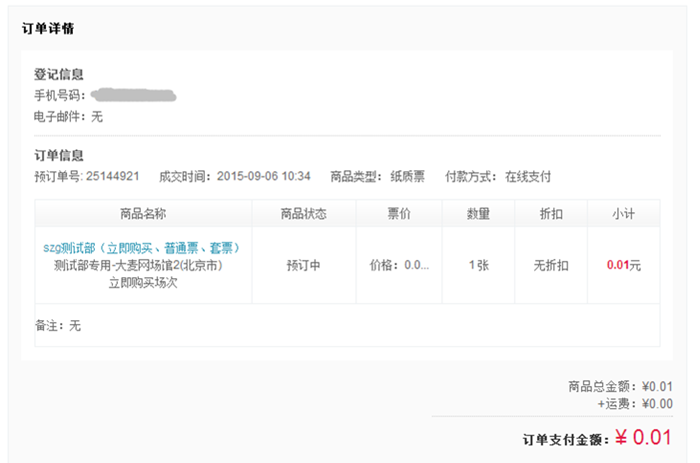 订单详情
登记信息
手机号码：
电子邮件：无
订单信息
预订单号: 25144921 成交时间：2015-09-06 10:34 商品类型：纸质票 付款方式：在线支付
商品名称 商品状态 票价 数量 折扣 小计
szg测试部（立即购买、普通票、套票）
测试部专用-大麦网场馆2(北京市)
立即购买场次
预订中 价格：0.0... 1张 无折扣 0.01元
备注：无
商品总金额：¥0.01
+运费：¥0.00
订单支付金额：¥ 0.01